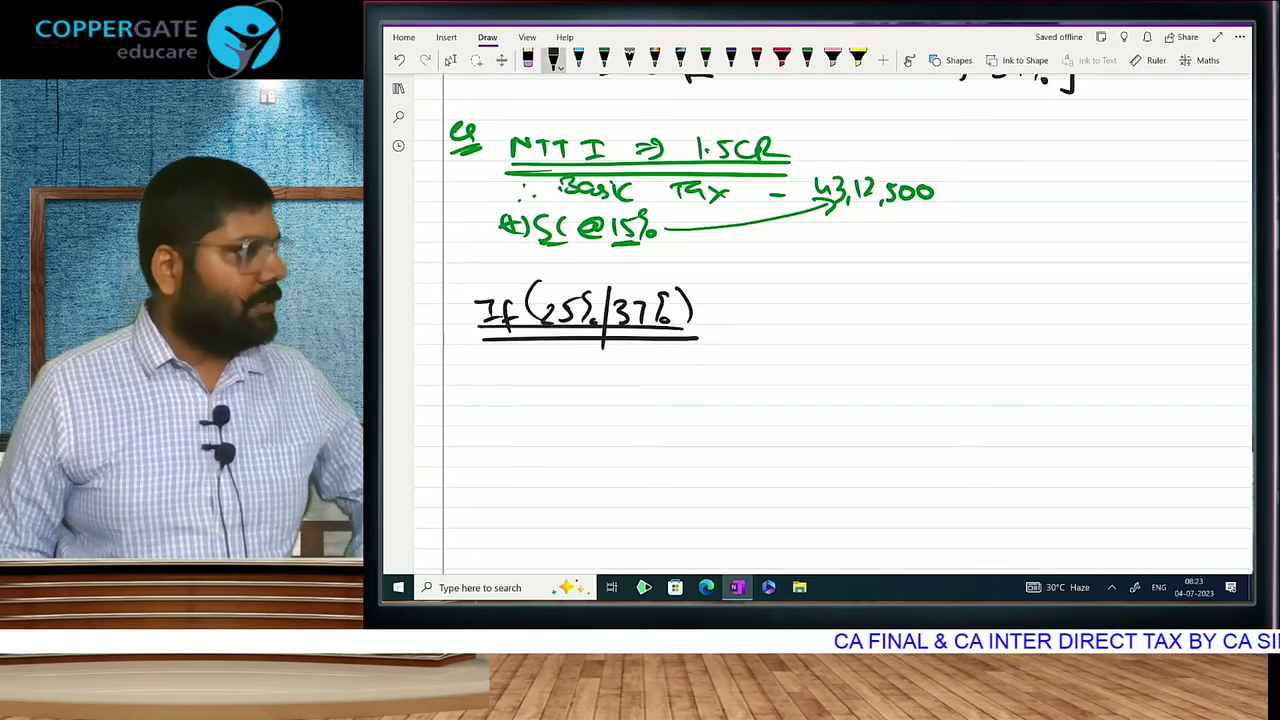 COPPERGATE
educare
Home Insert Draw View Help
Saved offline
Share
Shapes
Ink to Shape
Ink to Text
Ruler
Maths
NTTI ⇒ 1.5CR
∴ Basic Tax - 43,12,500
(+) SC @ 15%
If (25% / 37%)
Type here to search
30°C Haze
ENG
08:23
04-07-2023
CA FINAL & CA INTER DIRECT TAX BY CA